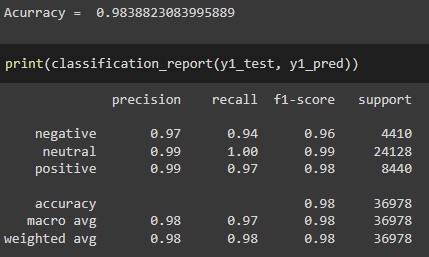 Acurracy =  0.9838823083995889
print(classification_report(y1_test, y1_pred))
              precision    recall  f1-score   support
    negative       0.97      0.94      0.96      4410
     neutral       0.99      1.00      0.99     24128
    positive       0.99      0.97      0.98      8440
    accuracy                           0.98     36978
   macro avg       0.98      0.97      0.98     36978
weighted avg       0.98      0.98      0.98     36978